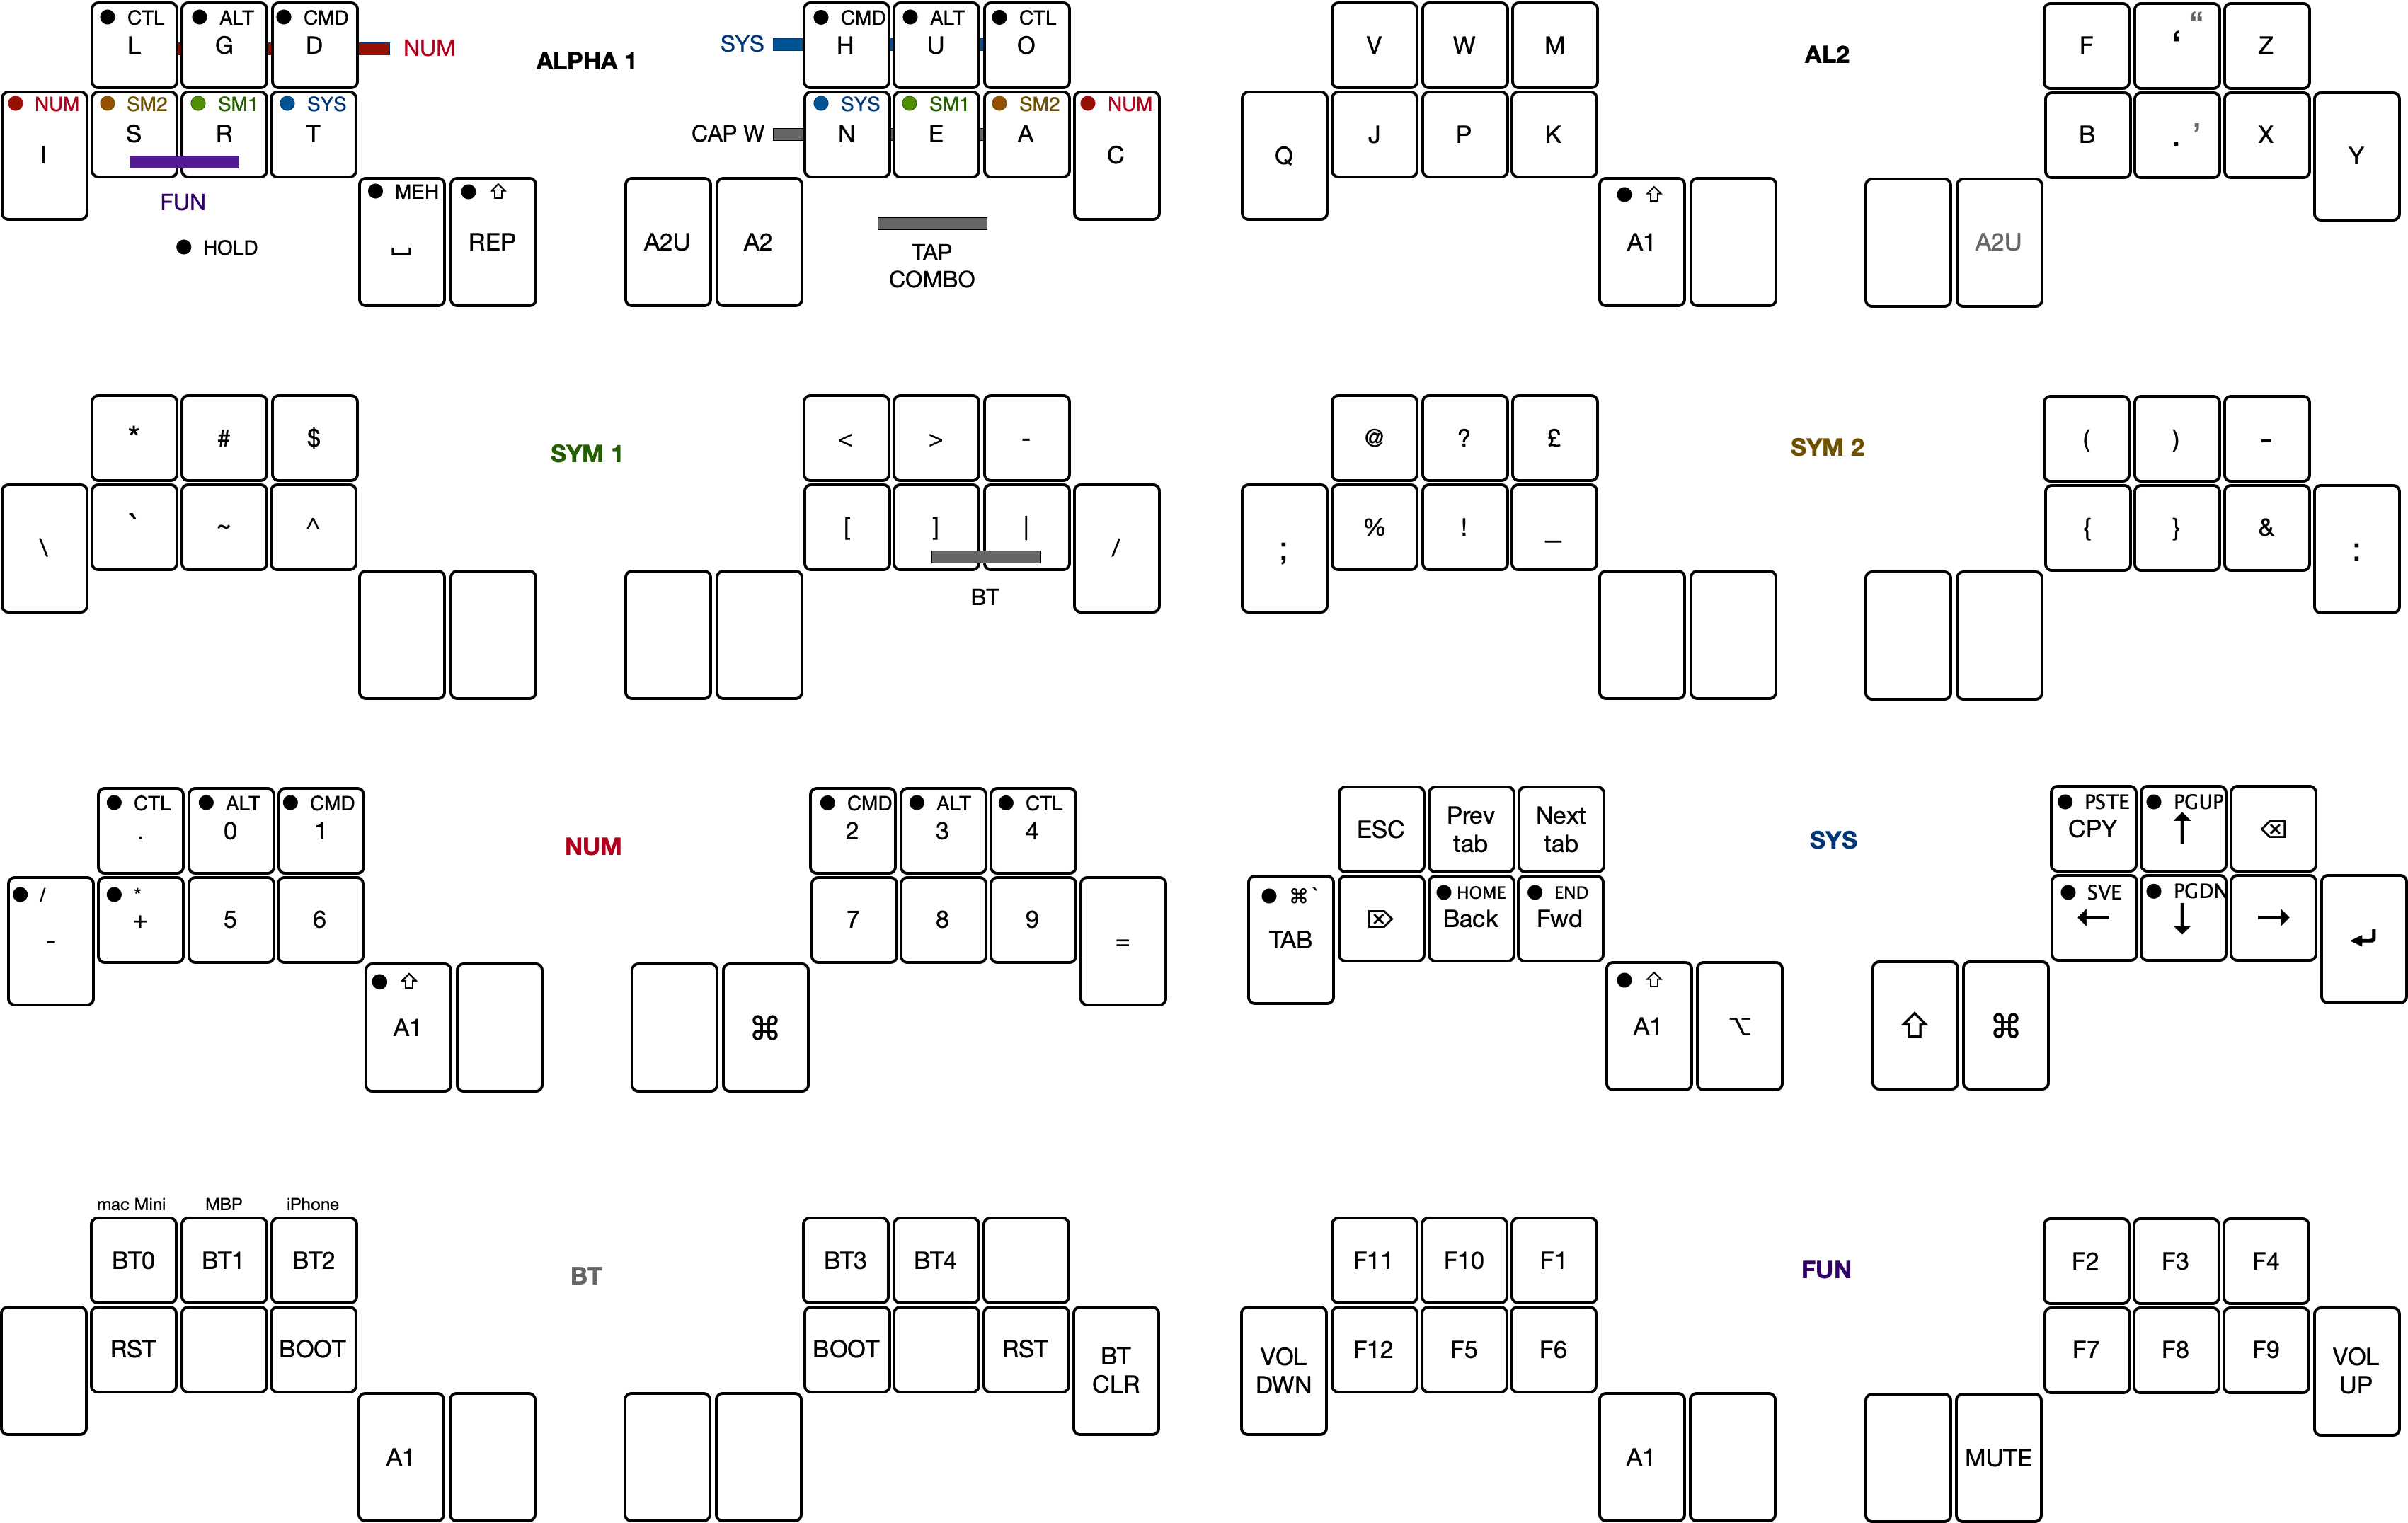 CTL ALT CMD
L G D NUM
NUM SM2 SM1 SYS
I S R T
FUN
HOLD
MEH ⇧
⎵ REP
ALPHA 1
CMD ALT CTL
SYS H U O
SYS SM1 SM2 NUM
CAP W N E A C
A2U A2
TAP
COMBO
V W M
Q J P K
⇧
A1
AL2
F ‘ “ Z
B . ’ X Y
A2U
* # $
\ ` ~ ^
SYM 1
< > -
[ ] | /
BT
@ ? £
; % ! _
SYM 2
( ) -
{ } & :
CTL ALT CMD
. 0 1
/ *
- + 5 6
⇧
A1
NUM
CMD ALT CTL
2 3 4
7 8 9 =
⌘
ESC Prev Next
tab tab
⌘` HOME END
TAB ⌦ Back Fwd
⇧
A1 ⌥
SYS
PSTE PGUP
CPY ↑ ⌫
SVE PGDN
← ↓ → ↵
⇧ ⌘
mac Mini MBP iPhone
BT0 BT1 BT2
RST BOOT
A1
BT
BT3 BT4
BOOT RST BT
CLR
F11 F10 F1
VOL F12 F5 F6
DWN
A1
FUN
F2 F3 F4
F7 F8 F9 VOL
UP
MUTE